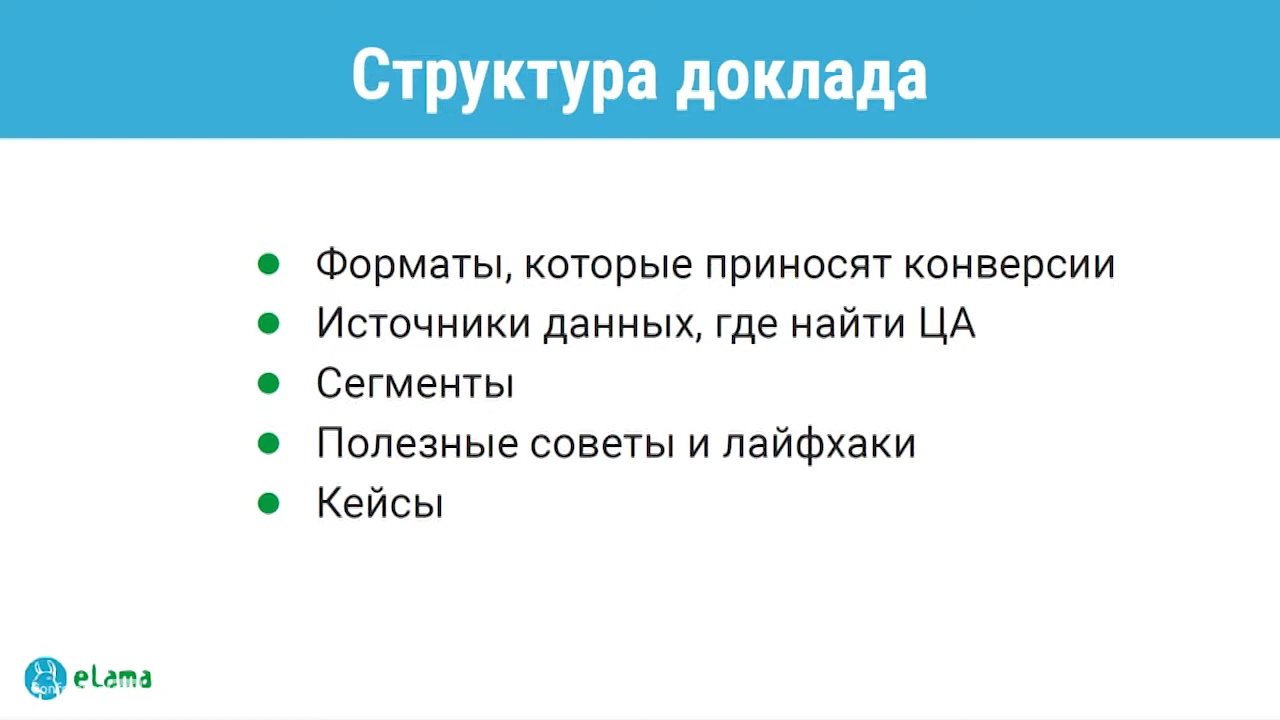 Структура доклада
Форматы, которые приносят конверсии
Источники данных, где найти ЦА
Сегменты
Полезные советы и лайфхаки
Кейсы
eLama